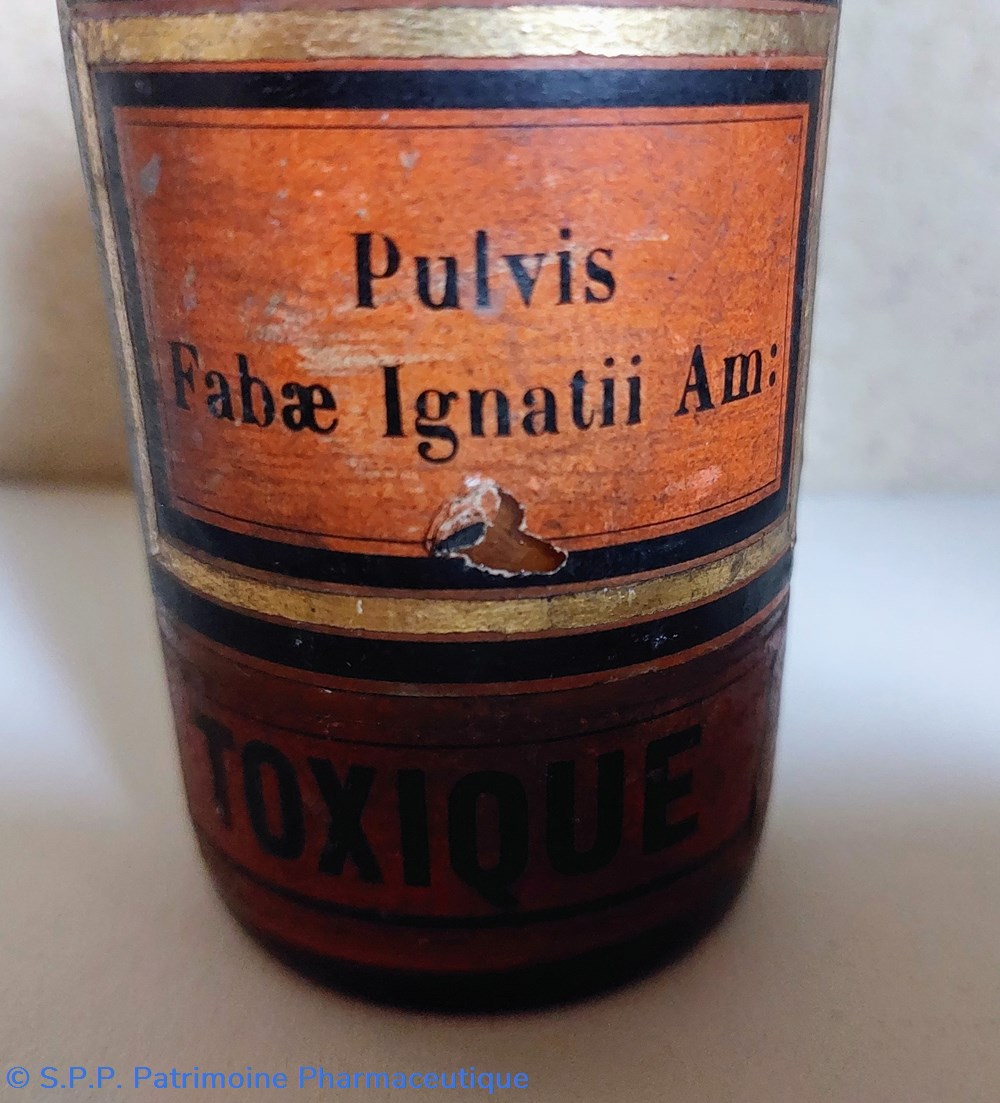 Pulvis
Fabæ Ignatii Am:
TOXIQUE
© S.P.P. Patrimoine Pharmaceutique